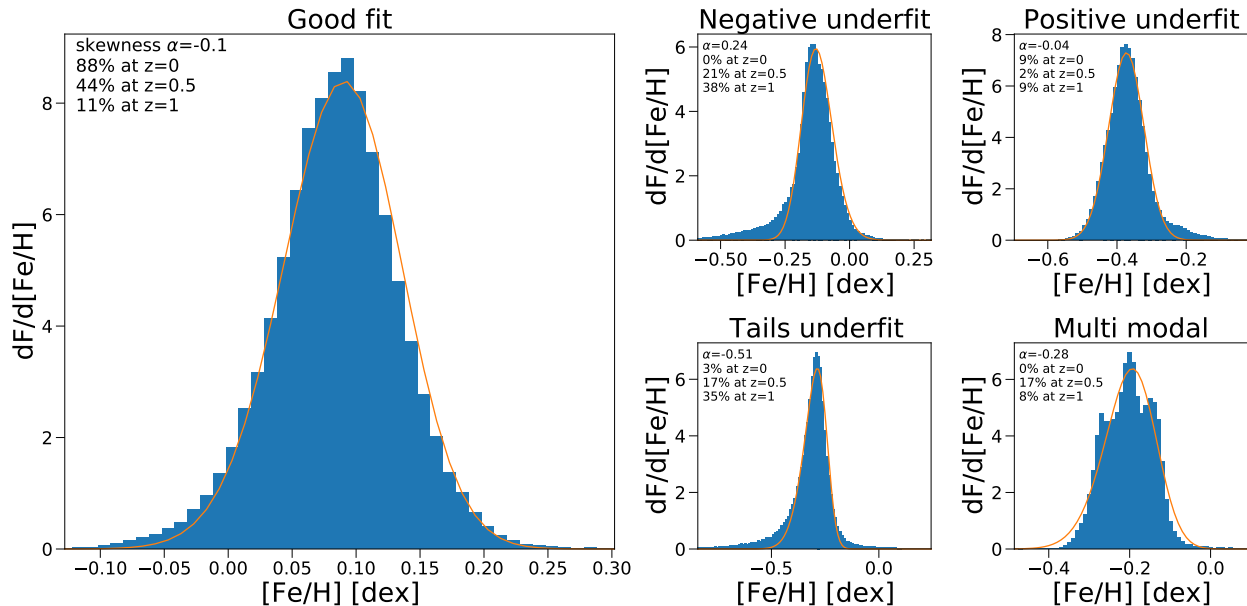 Good fit
skewness α=-0.1
88% at z=0
44% at z=0.5
11% at z=1
dF/d[Fe/H]
8
6
4
2
0
−0.10 −0.05 0.00 0.05 0.10 0.15 0.20 0.25 0.30
[Fe/H] [dex]
Negative underfit
α=0.24
0% at z=0
21% at z=0.5
38% at z=1
dF/d[Fe/H]
6
4
2
0
−0.50 −0.25 0.00 0.25
[Fe/H] [dex]
Positive underfit
α=-0.04
9% at z=0
2% at z=0.5
9% at z=1
dF/d[Fe/H]
8
6
4
2
0
−0.6 −0.4 −0.2
[Fe/H] [dex]
Tails underfit
α=-0.51
3% at z=0
17% at z=0.5
35% at z=1
dF/d[Fe/H]
6
4
2
0
−0.5 0.0
[Fe/H] [dex]
Multi modal
α=-0.28
0% at z=0
17% at z=0.5
8% at z=1
dF/d[Fe/H]
6
4
2
0
−0.4 −0.2 0.0
[Fe/H] [dex]